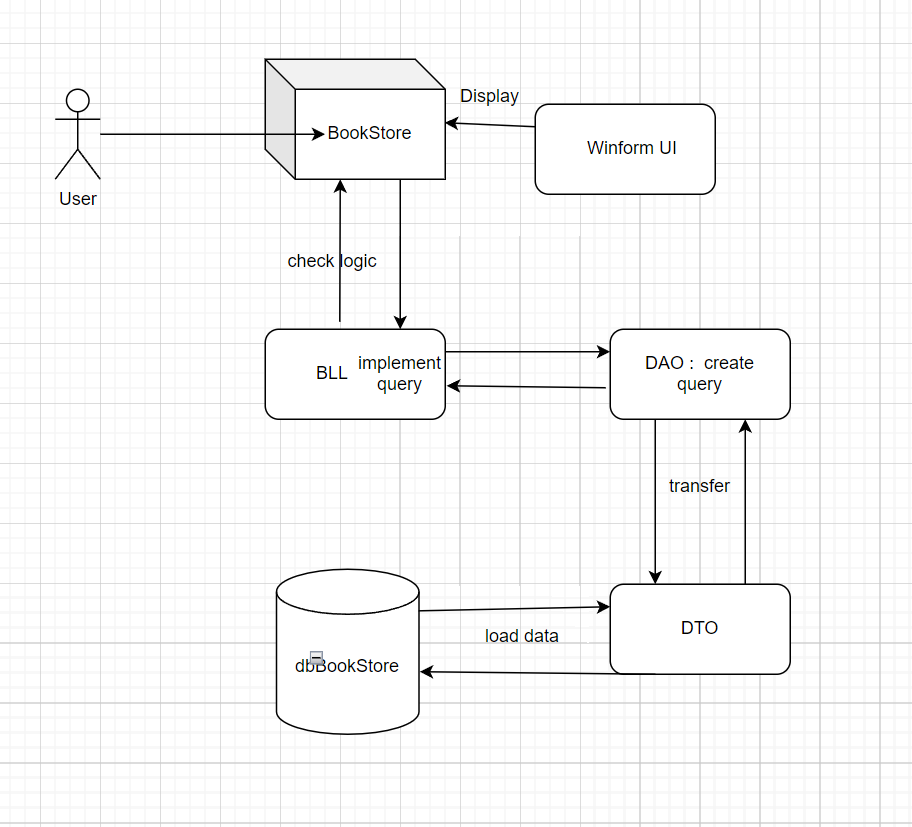 Display
BookStore
Winform UI
User
check logic
BLL
implement
query
DAO : create
query
transfer
load data
DTO
dbBookStore